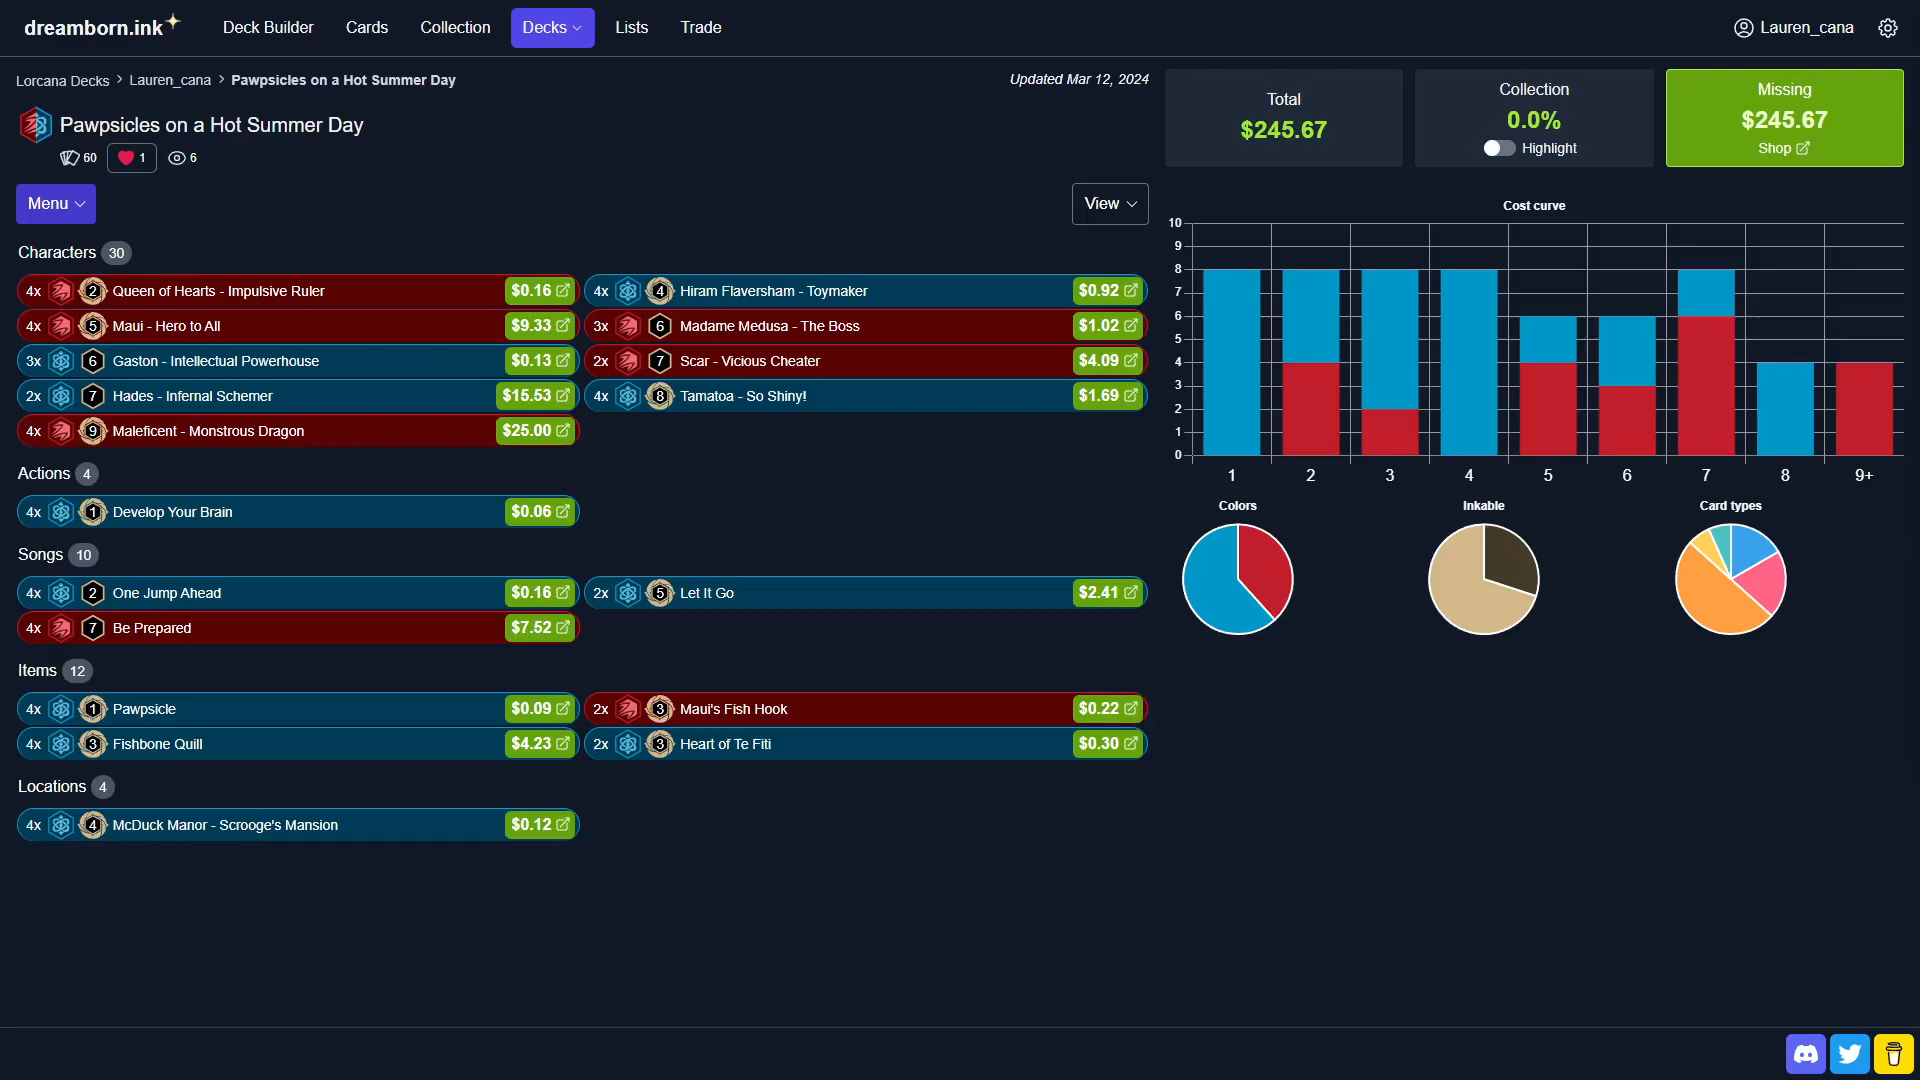 dreamborn.ink
Deck Builder
Cards
Collection
Decks
Lists
Trade
Lauren_cana
Lorcana Decks > Lauren_cana > Pawpsicles on a Hot Summer Day
Updated Mar 12, 2024
Pawpsicles on a Hot Summer Day
60
1
6
Menu
View
Characters 30
4x 2 Queen of Hearts - Impulsive Ruler $0.16
4x 4 Hiram Flaversham - Toymaker $0.92
4x 5 Maui - Hero to All $9.33
3x 6 Madame Medusa - The Boss $1.02
3x 6 Gaston - Intellectual Powerhouse $0.13
2x 7 Scar - Vicious Cheater $4.09
2x 7 Hades - Infernal Schemer $15.53
4x 8 Tamatoa - So Shiny! $1.69
4x 9 Maleficent - Monstrous Dragon $25.00
Actions 4
4x 1 Develop Your Brain $0.06
Songs 10
4x 2 One Jump Ahead $0.16
2x 5 Let It Go $2.41
4x 7 Be Prepared $7.52
Items 12
4x 1 Pawpsicle $0.09
2x 3 Maui's Fish Hook $0.22
4x 3 Fishbone Quill $4.23
2x 3 Heart of Te Fiti $0.30
Locations 4
4x 4 McDuck Manor - Scrooge's Mansion $0.12
Total
$245.67
Collection
0.0%
Highlight
Missing
$245.67
Shop
Cost curve
10
9
8
7
6
5
4
3
2
1
0
1 2 3 4 5 6 7 8 9+
Colors
Inkable
Card types